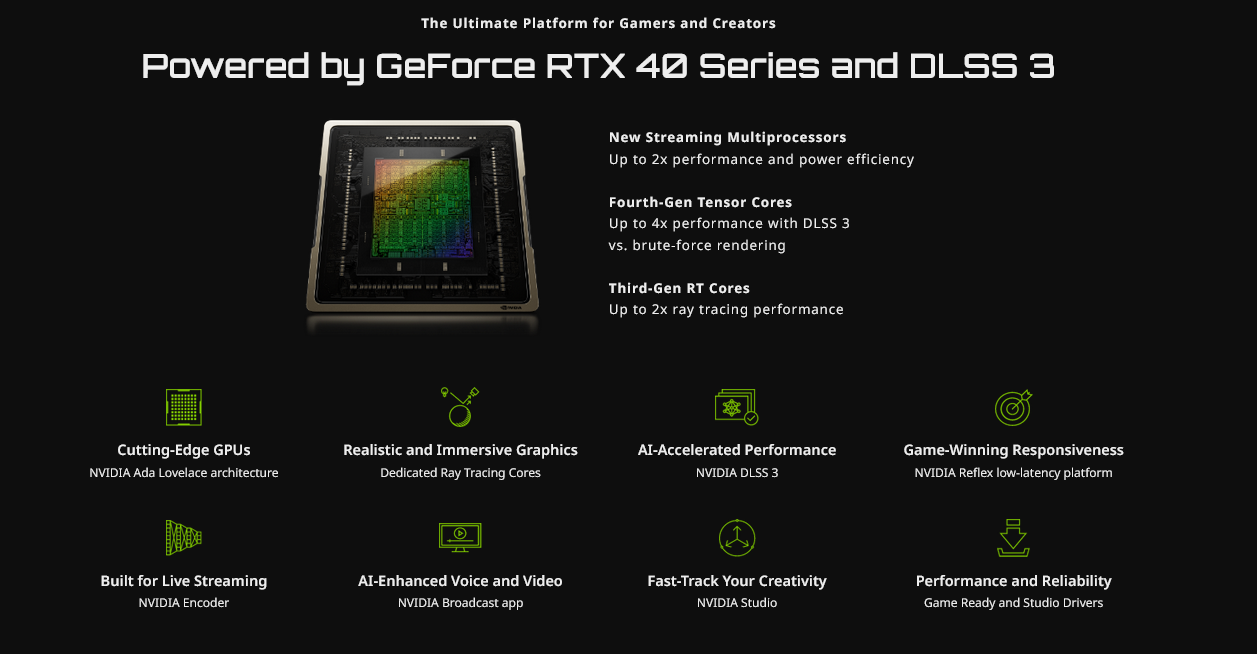 The Ultimate Platform for Gamers and Creators
Powered by GeForce RTX 40 Series and DLSS 3
New Streaming Multiprocessors
Up to 2x performance and power efficiency
Fourth-Gen Tensor Cores
Up to 4x performance with DLSS 3
vs. brute-force rendering
Third-Gen RT Cores
Up to 2x ray tracing performance
Cutting-Edge GPUs
NVIDIA Ada Lovelace architecture
Realistic and Immersive Graphics
Dedicated Ray Tracing Cores
AI-Accelerated Performance
NVIDIA DLSS 3
Game-Winning Responsiveness
NVIDIA Reflex low-latency platform
Built for Live Streaming
NVIDIA Encoder
AI-Enhanced Voice and Video
NVIDIA Broadcast app
Fast-Track Your Creativity
NVIDIA Studio
Performance and Reliability
Game Ready and Studio Drivers